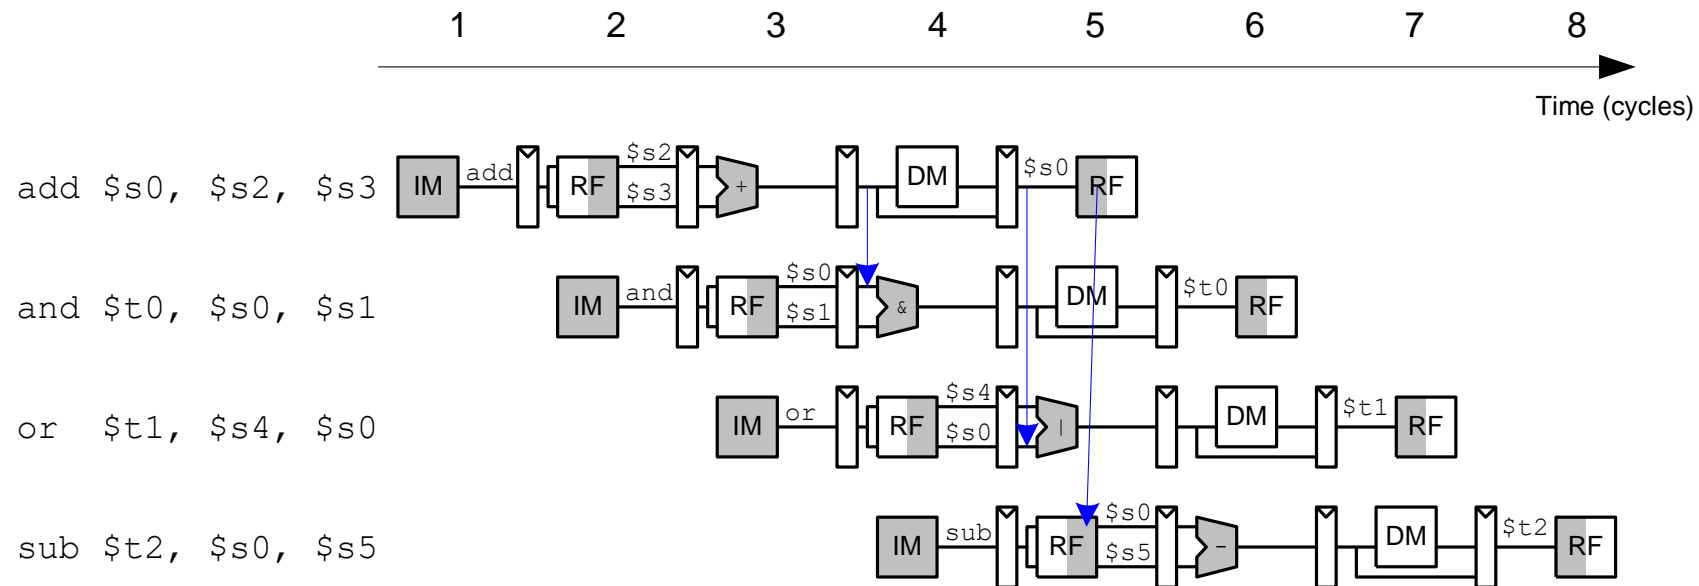 1 2 3 4 5 6 7 8
Time (cycles)
add $s0, $s2, $s3 IM add RF $s2 $s3 + DM $s0 RF
and $t0, $s0, $s1 IM and RF $s0 $s1 & DM $t0 RF
or $t1, $s4, $s0 IM or RF $s4 $s0 | DM $t1 RF
sub $t2, $s0, $s5 IM sub RF $s0 $s5 - DM $t2 RF